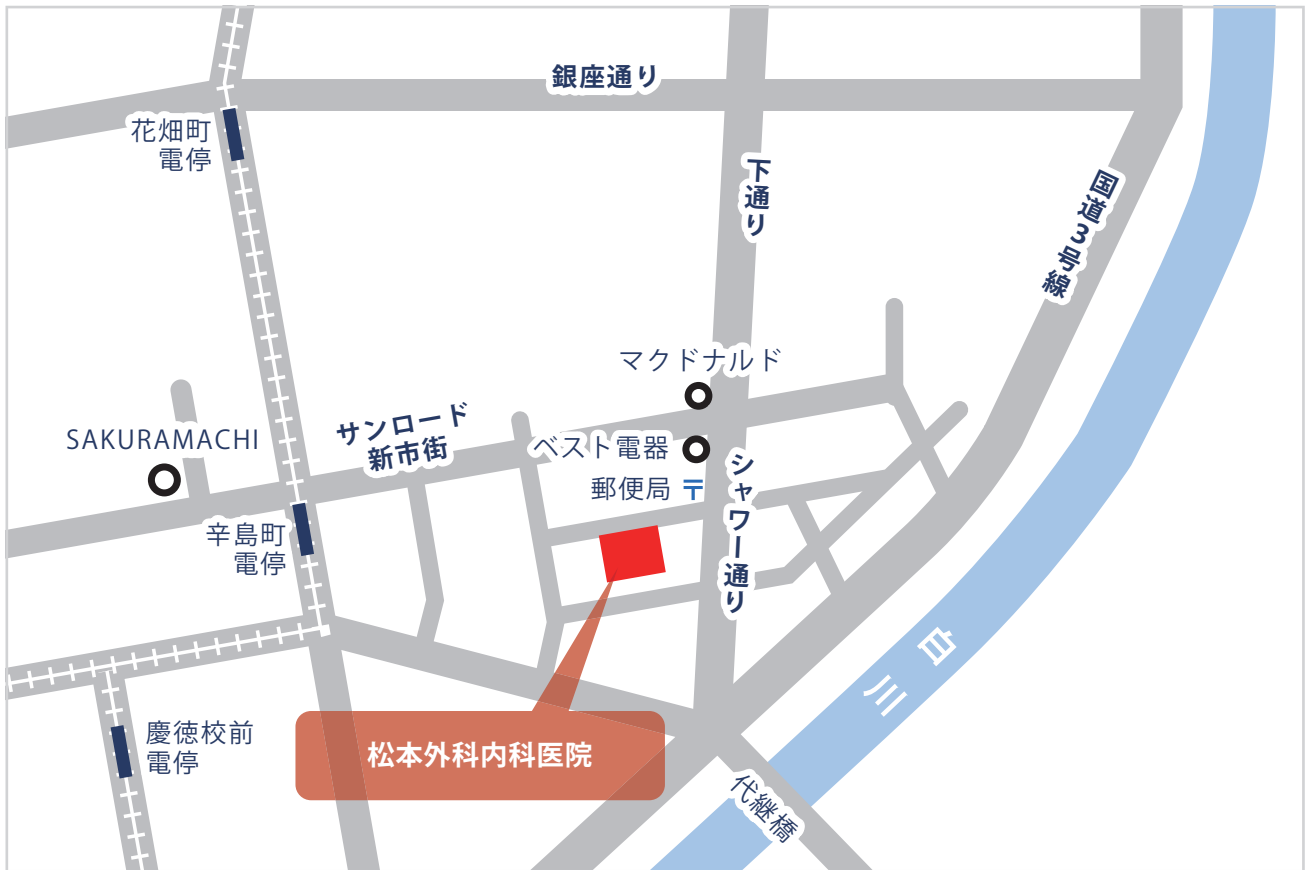 銀座通り
花畑町
電停
下通り
国道3号線
マクドナルド
サンロード
新市街
SAKURAMACHI
ベスト電器
郵便局 〒
シャワー通り
辛島町
電停
白川
慶徳校前
電停
松本外科内科医院
代継橋